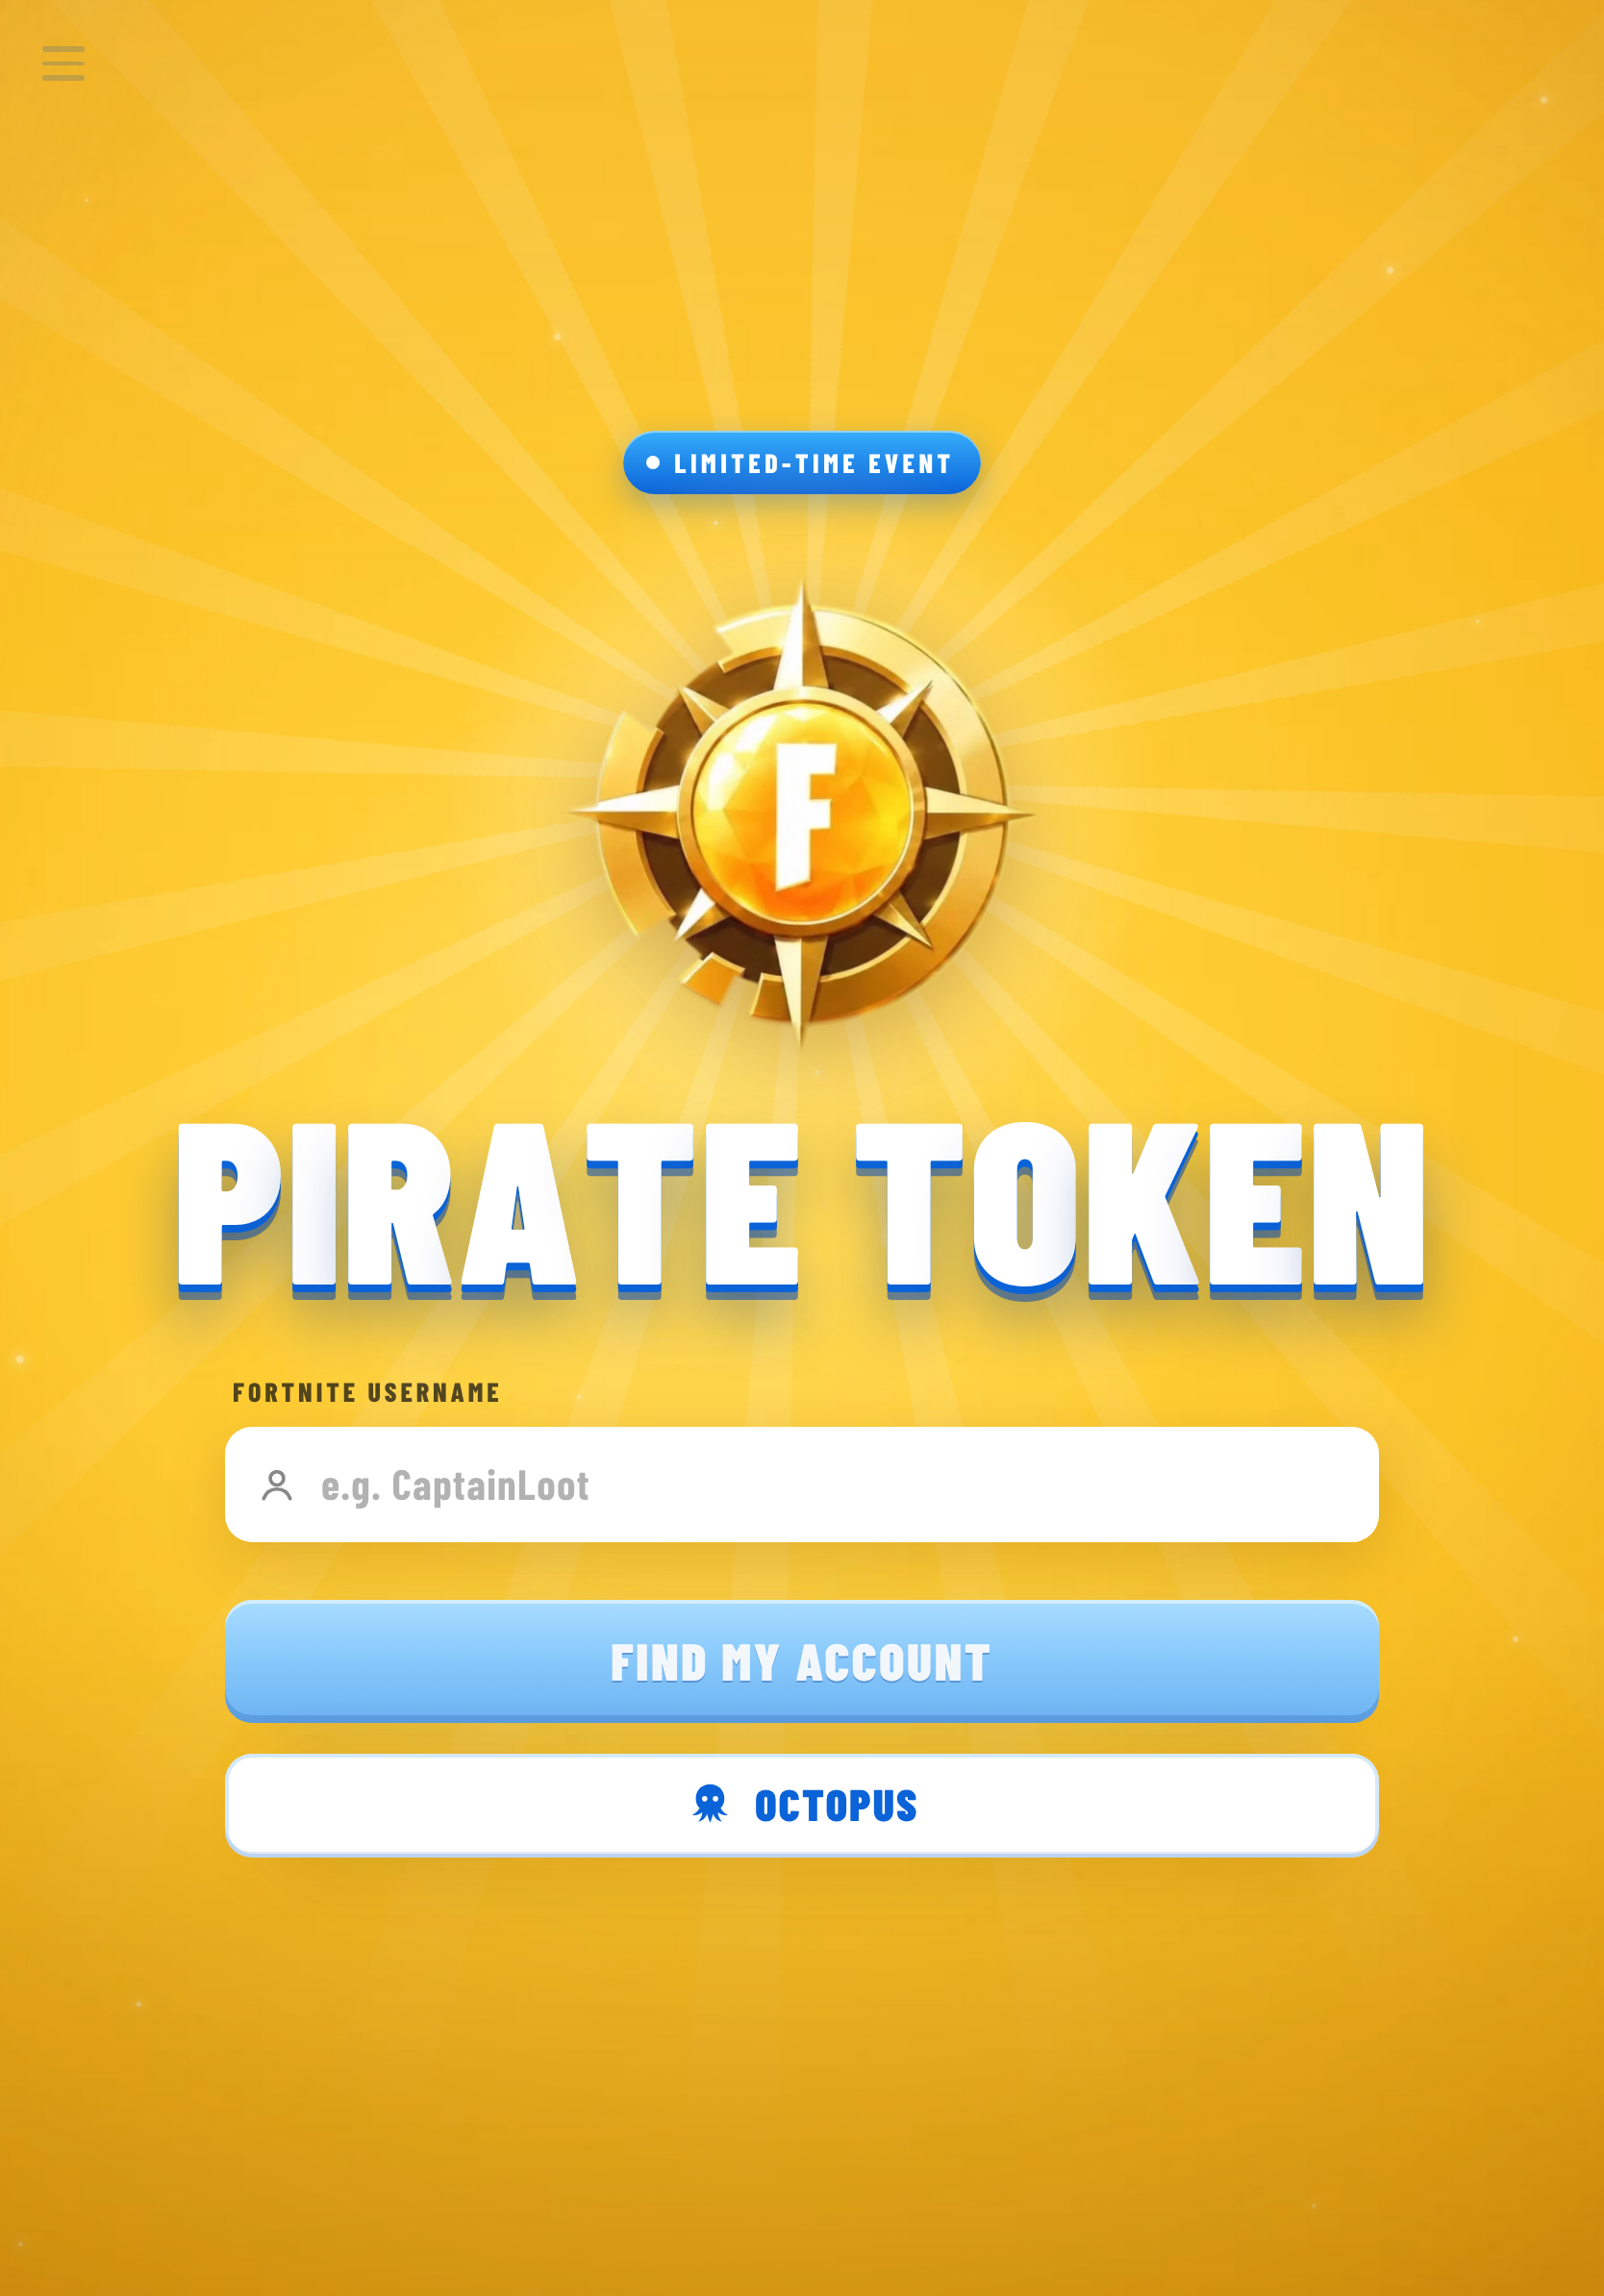 LIMITED-TIME EVENT
F
PIRATE TOKEN
FORTNITE USERNAME
e.g. CaptainLoot
FIND MY ACCOUNT
OCTOPUS